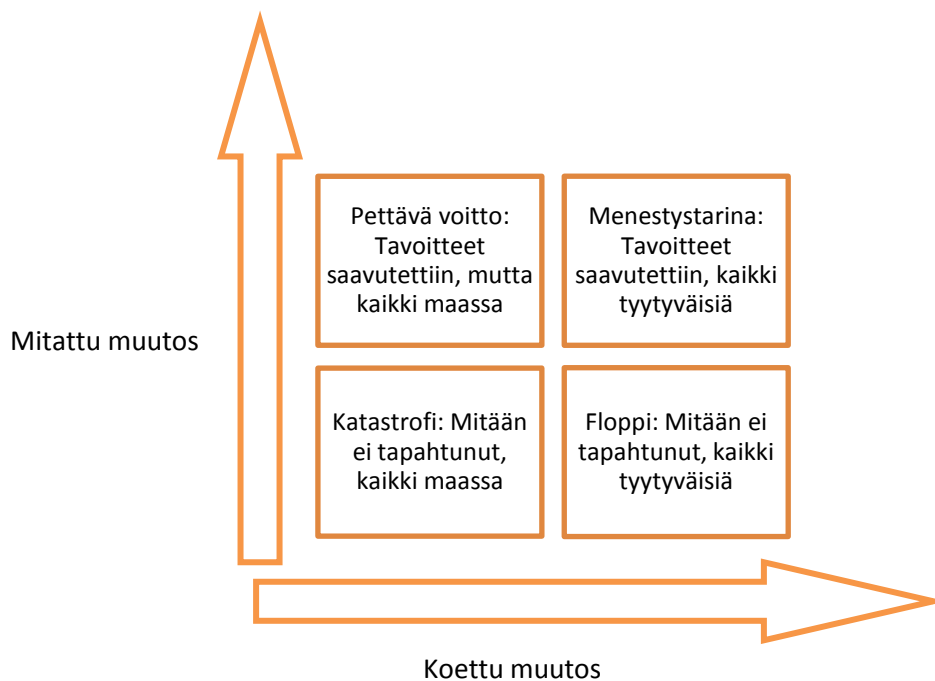 Pettävä voitto:
Tavoitteet
saavutettiin, mutta
kaikki maassa
Menestystarina:
Tavoitteet
saavutettiin, kaikki
tyytyväisiä
Mitattu muutos
Katastrofi: Mitään
ei tapahtunut,
kaikki maassa
Floppi: Mitään ei
tapahtunut, kaikki
tyytyväisiä
Koettu muutos